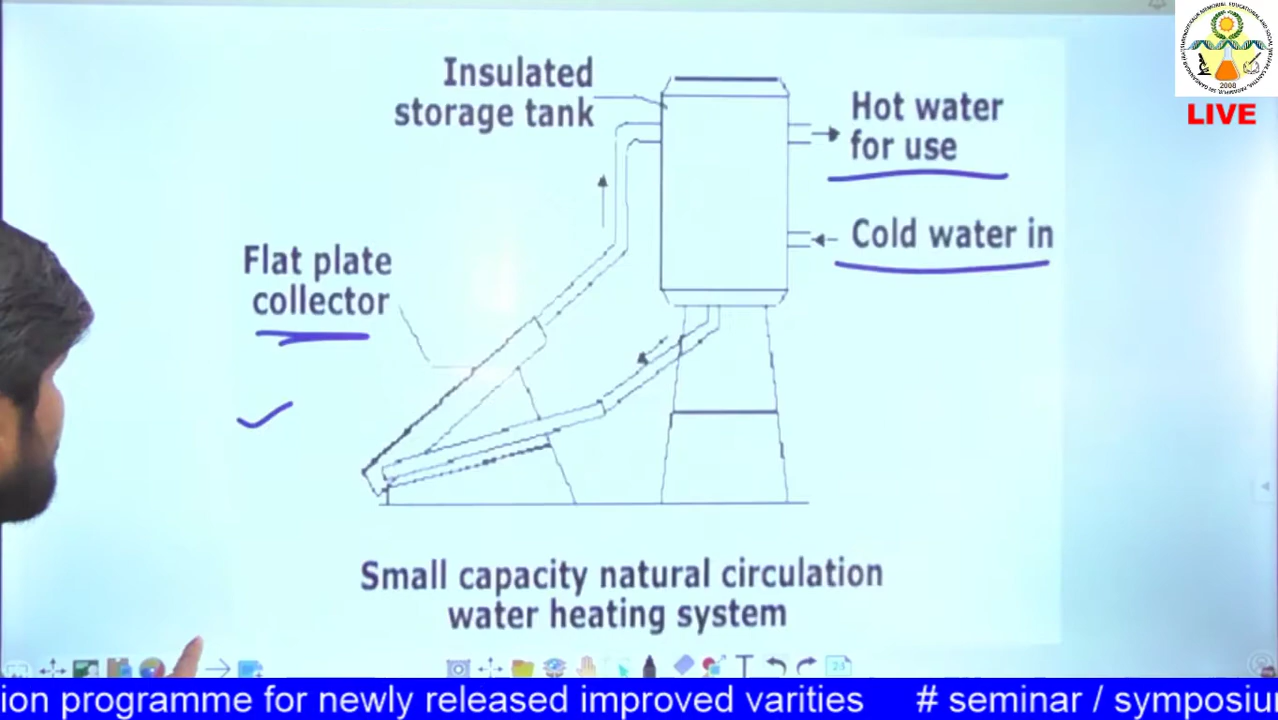 Insulated
storage tank
Hot water
for use
Cold water in
Flat plate
collector
Small capacity natural circulation
water heating system
2008
LIVE
ion programme for newly released improved varities # seminar / symposiu